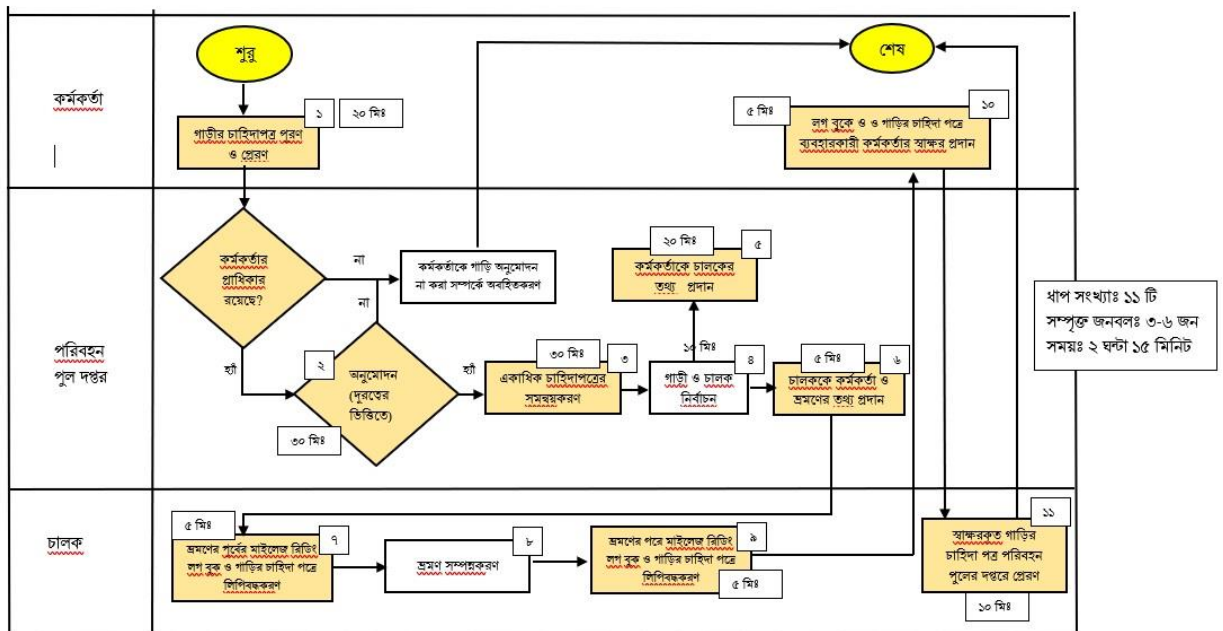 শুরু
শেষ
কর্মকর্তা
১
২০ মিঃ
গাড়ীর চাহিদাপত্র পূরণ
ও প্রেরণ
৫ মিঃ
১০
লগ বুকে ও ও গাড়ির চাহিদা পত্রে
ব্যবহারকারী কর্মকর্তার স্বাক্ষর প্রদান
পরিবহন
পুল দপ্তর
কর্মকর্তার
প্রাধিকার
রয়েছে?
না
না
হ্যাঁ
কর্মকর্তাকে গাড়ি অনুমোদন
না করা সম্পর্কে অবহিতকরণ
২০ মিঃ
৫
কর্মকর্তাকে চালকের
তথ্য প্রদান
২
অনুমোদন
(দূরত্বের
ভিত্তিতে)
৩০ মিঃ
হ্যাঁ
৩০ মিঃ
৩
একাধিক চাহিদাপত্রের
সমন্বয়করণ
১০ মিঃ
৪
গাড়ী ও চালক
নির্বাচন
৫ মিঃ
৬
চালককে কর্মকর্তা ও
ভ্রমণের তথ্য প্রদান
ধাপ সংখ্যাঃ ১১ টি
সম্পৃক্ত জনবলঃ ৩-৬ জন
সময়ঃ ২ ঘন্টা ১৫ মিনিট
চালক
৫ মিঃ
৭
ভ্রমণের পূর্বের মাইলেজ রিডিং
লগ বুক ও গাড়ির চাহিদা পত্রে
লিপিবদ্ধকরণ
৮
ভ্রমণ সম্পন্নকরণ
৯
ভ্রমণের পরে মাইলেজ রিডিং
লগ বুক ও গাড়ির চাহিদা পত্রে
লিপিবদ্ধকরণ
৫ মিঃ
১১
স্বাক্ষরকৃত গাড়ির
চাহিদা পত্র পরিবহন
পুলের দপ্তরে প্রেরণ
১০ মিঃ